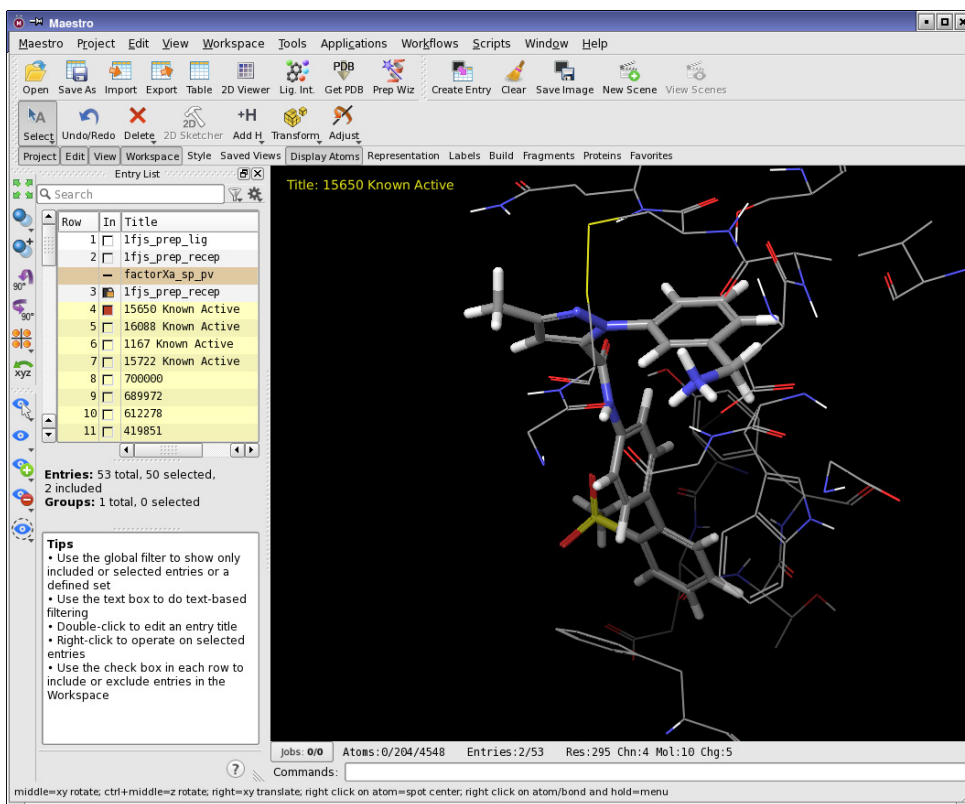 Maestro
Maestro Project Edit View Workspace Tools Applications Workflows Scripts Window Help
PDB
Open Save As Import Export Table 2D Viewer Lig. Int. Get PDB Prep Wiz Create Entry Clear Save Image New Scene View Scenes
A 2D +H
Select Undo/Redo Delete 2D Sketcher Add H Transform Adjust
Project Edit View Workspace Style Saved Views Display Atoms Representation Labels Build Fragments Proteins Favorites
Entry List
Search
Row In Title
1 1fjs_prep_lig
2 1fjs_prep_recep
factorXa_sp_pv
3 1fjs_prep_recep
4 15650 Known Active
5 16088 Known Active
6 1167 Known Active
7 15722 Known Active
8 700000
9 689972
10 612278
11 419851
90°
90°
xyz
Entries: 53 total, 50 selected,
2 included
Groups: 1 total, 0 selected
Tips
• Use the global filter to show only
included or selected entries or a
defined set
• Use the text box to do text-based
filtering
• Double-click to edit an entry title
• Right-click to operate on selected
entries
• Use the check box in each row to
include or exclude entries in the
Workspace
?
Title: 15650 Known Active
Jobs: 0/0 Atoms:0/204/4548 Entries:2/53 Res:295 Chn:4 Mol:10 Chg:5
Commands:
middle=xy rotate; ctrl+middle=z rotate; right=xy translate; right click on atom=spot center; right click on atom/bond and hold=menu